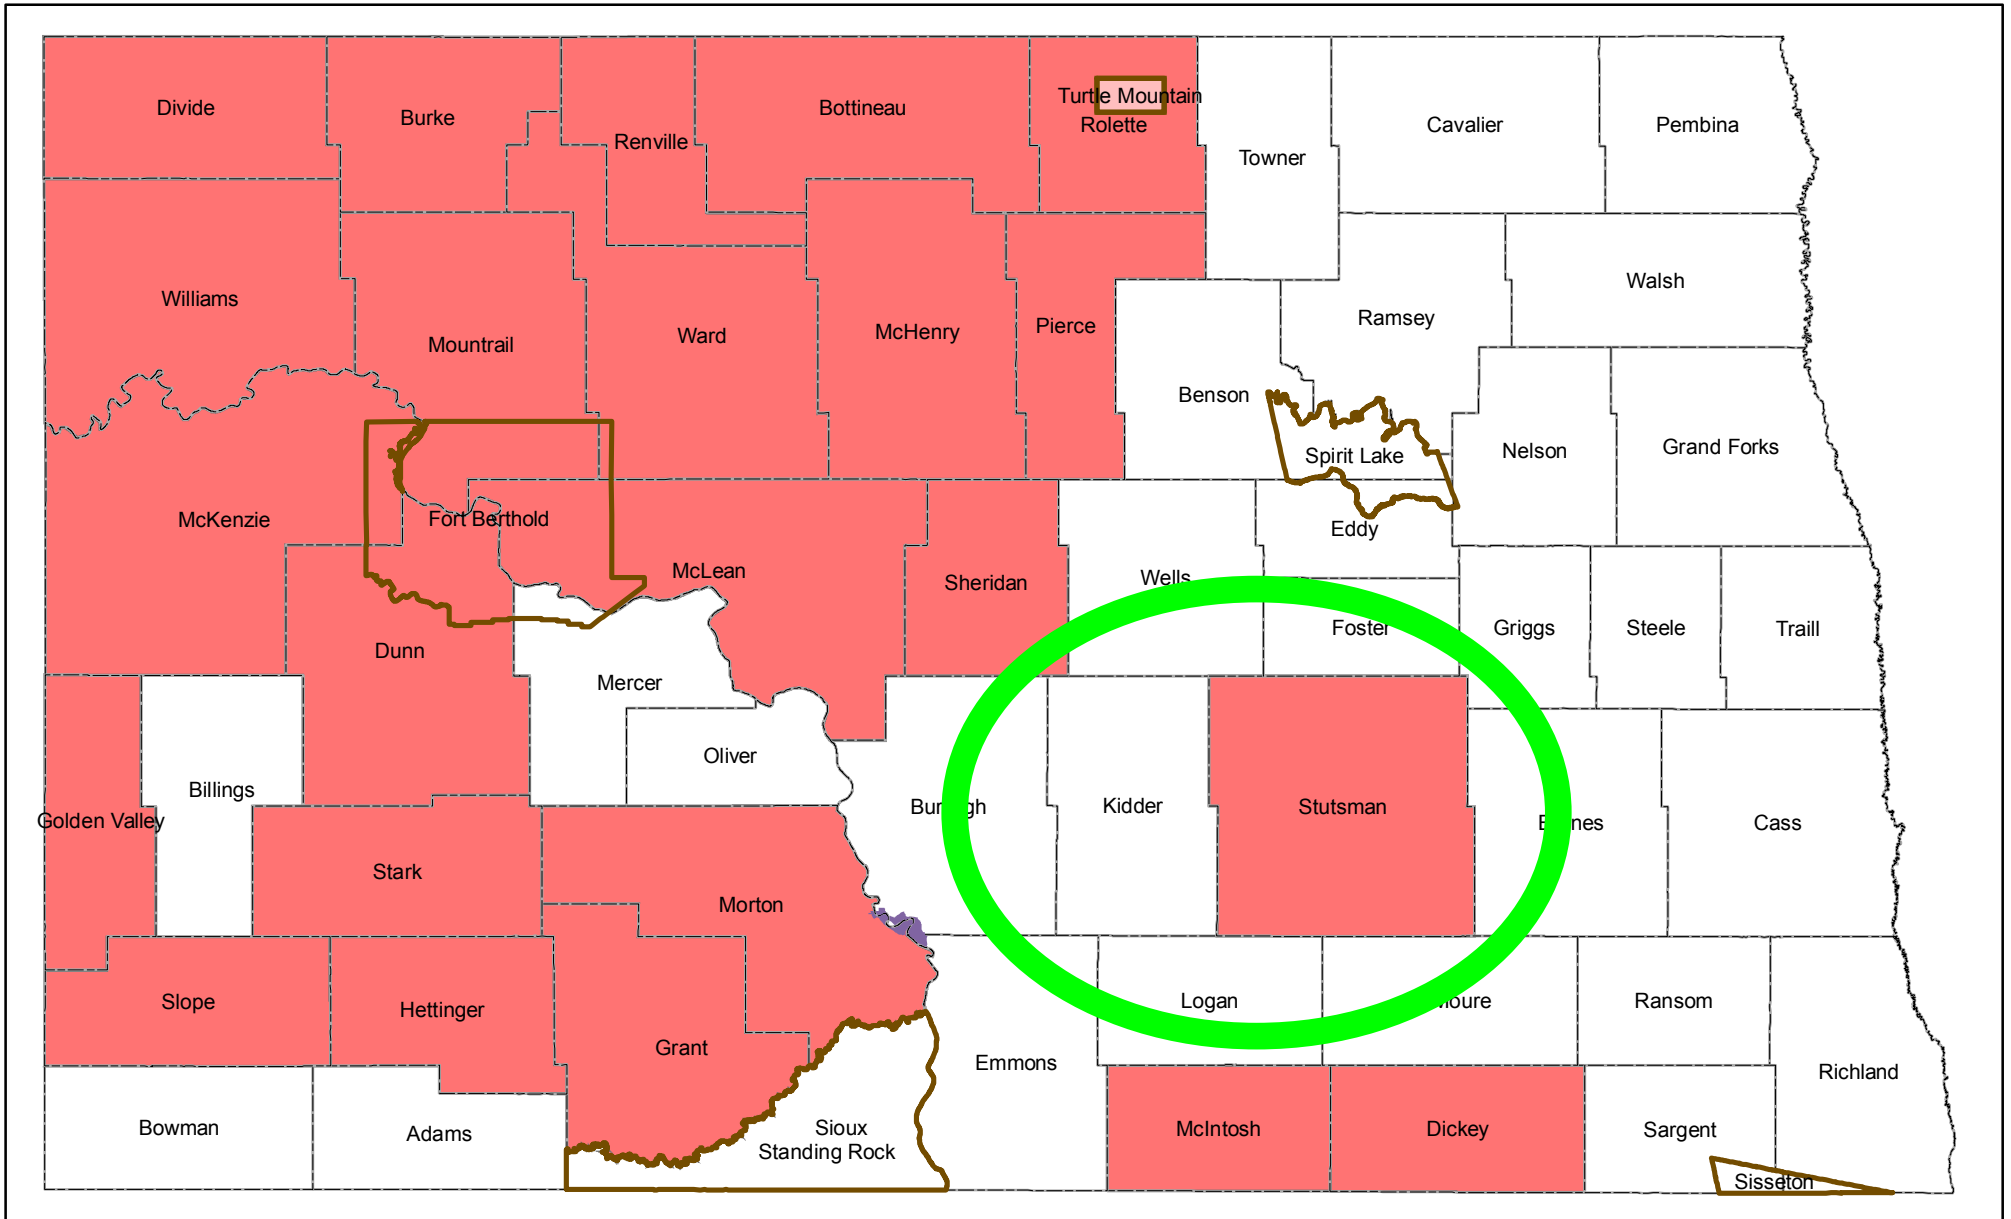 Divide
Burke
Renville
Bottineau
Turtle Mountain
Rolette
Towner
Cavalier
Pembina
Williams
Mountrail
Ward
McHenry
Pierce
Benson
Ramsey
Walsh
Spirit Lake
Nelson
Grand Forks
McKenzie
Fort Berthold
McLean
Sheridan
Wells
Eddy
Foster
Griggs
Steele
Traill
Dunn
Mercer
Oliver
Golden Valley
Billings
Stark
Morton
Kidder
Stutsman
Cass
Slope
Hettinger
Grant
Emmons
Logan
Ransom
Richland
Bowman
Adams
Sioux
Standing Rock
McIntosh
Dickey
Sargent
Sisseton